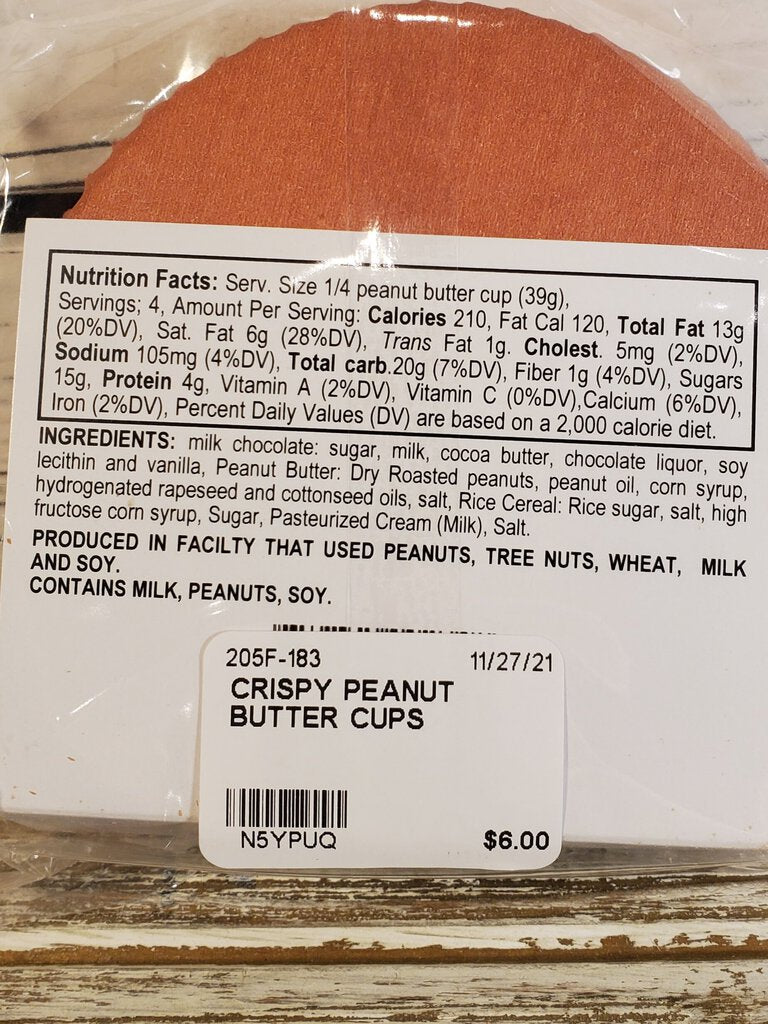 Nutrition Facts: Serv. Size 1/4 peanut butter cup (39g),
Servings; 4, Amount Per Serving: Calories 210, Fat Cal 120, Total Fat 13g
(20%DV), Sat. Fat 6g (28%DV), Trans Fat 1g. Cholest. 5mg (2%DV),
Sodium 105mg (4%DV), Total carb.20g (7%DV), Fiber 1g (4%DV), Sugars
15g, Protein 4g, Vitamin A (2%DV), Vitamin C (0%DV),Calcium (6%DV),
Iron (2%DV), Percent Daily Values (DV) are based on a 2,000 calorie diet.
INGREDIENTS: milk chocolate: sugar, milk, cocoa butter, chocolate liquor, soy
lecithin and vanilla, Peanut Butter: Dry Roasted peanuts, peanut oil, corn syrup,
hydrogenated rapeseed and cottonseed oils, salt, Rice Cereal: Rice sugar, salt, high
fructose corn syrup, Sugar, Pasteurized Cream (Milk), Salt.
PRODUCED IN FACILTY THAT USED PEANUTS, TREE NUTS, WHEAT, MILK
AND SOY.
CONTAINS MILK, PEANUTS, SOY.
205F-183 11/27/21
CRISPY PEANUT
BUTTER CUPS
N5YPUQ $6.00